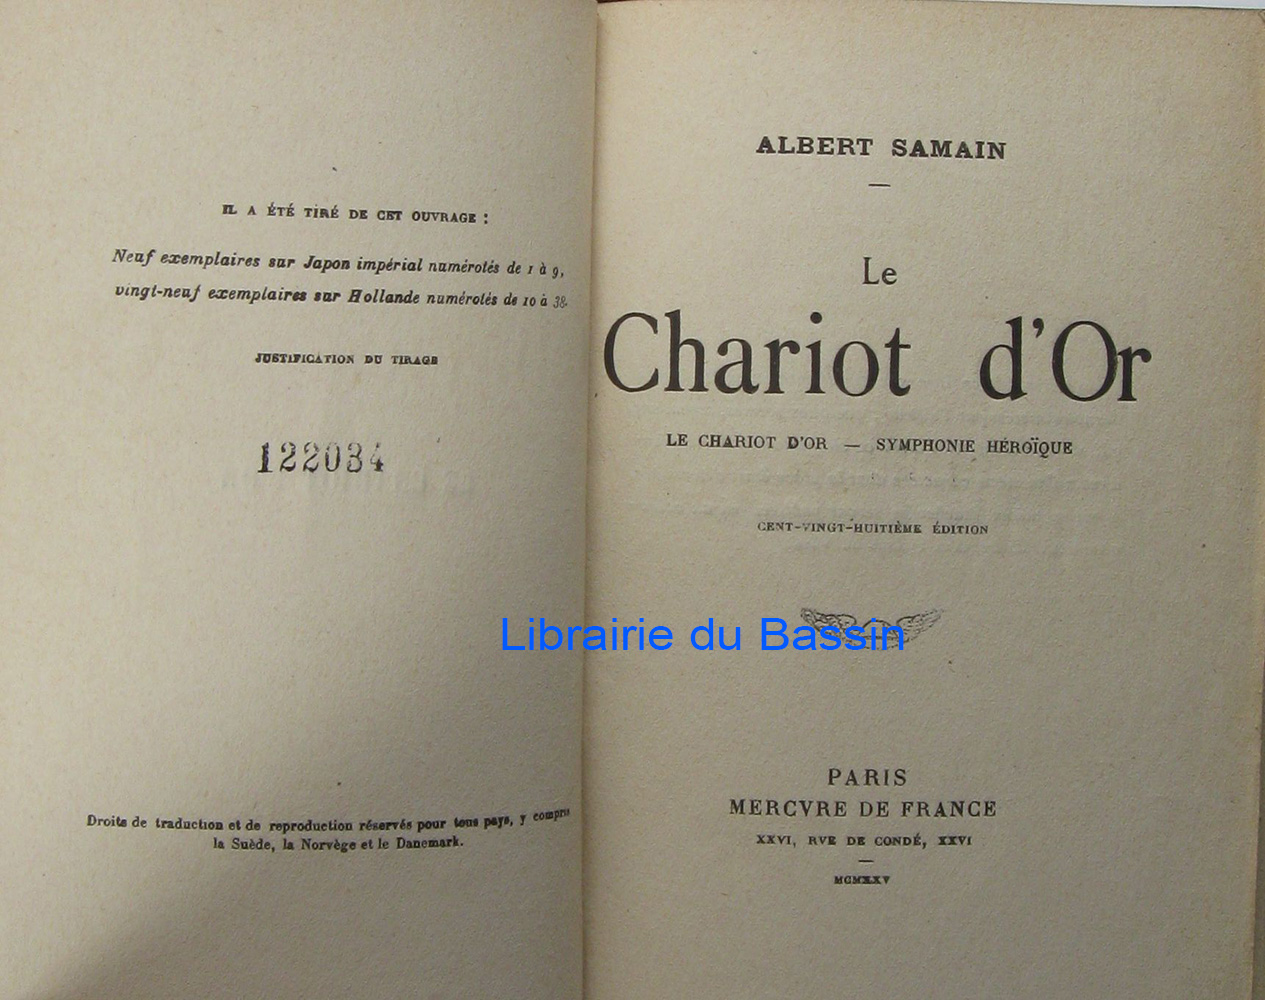 IL A ÉTÉ TIRÉ DE CET OUVRAGE :
Neuf exemplaires sur Japon impérial numérotés de 1 à 9,
vingt-neuf exemplaires sur Hollande numérotés de 10 à 38.
JUSTIFICATION DU TIRAGE
122034
Droits de traduction et de reproduction réservés pour tous pays, y compris
la Suède, la Norvège et le Danemark.
ALBERT SAMAIN
Le
Chariot d'Or
LE CHARIOT D'OR — SYMPHONIE HÉROÏQUE
CENT-VINGT-HUITIÈME ÉDITION
Librairie du Bassin
PARIS
MERCVRE DE FRANCE
XXVI, RVE DE CONDÉ, XXVI
MCMXXV